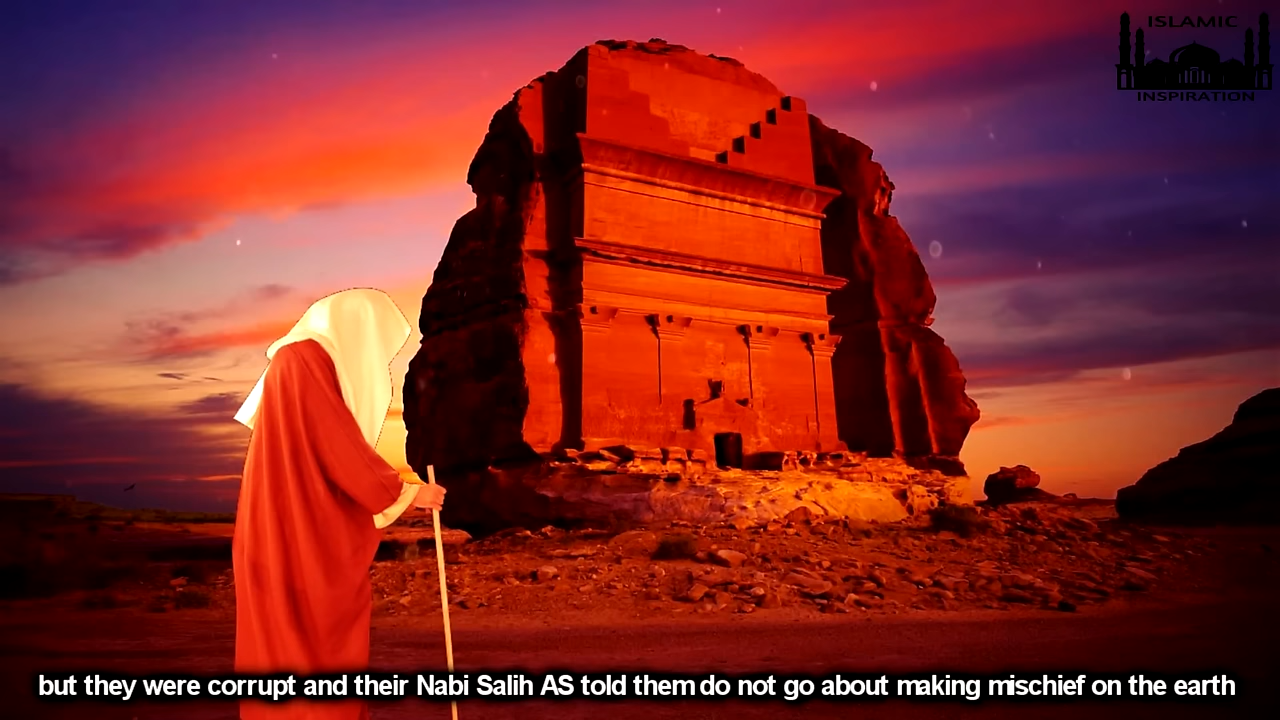 ISLAMIC
INSPIRATION
but they were corrupt and their Nabi Salih AS told them do not go about making mischief on the earth